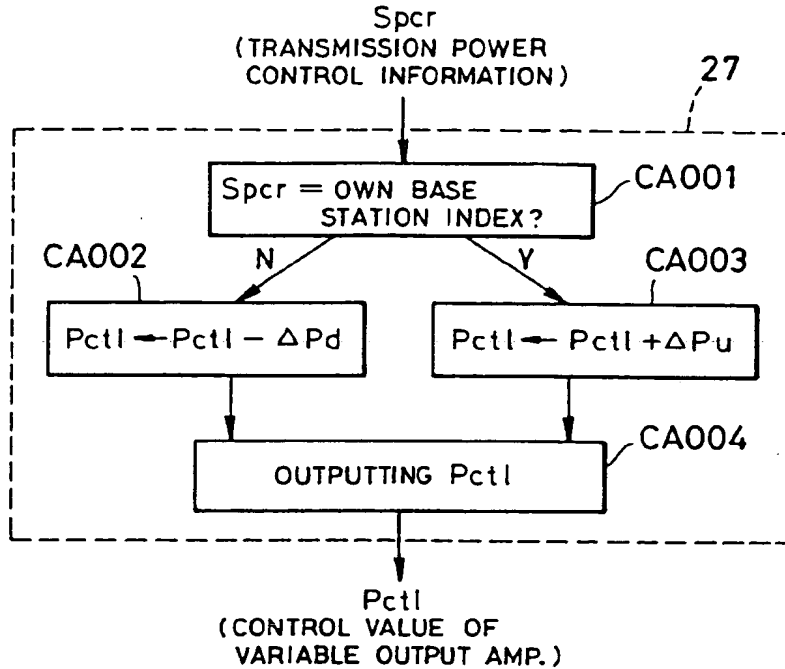 Spcr
(TRANSMISSION POWER
CONTROL INFORMATION)
27
Spcr = OWN BASE
STATION INDEX?
CA001
CA002
N
Y
CA003
Pctl ← Pctl − ΔPd
Pctl ← Pctl + ΔPu
CA004
OUTPUTTING Pctl
Pctl
(CONTROL VALUE OF
VARIABLE OUTPUT AMP.)